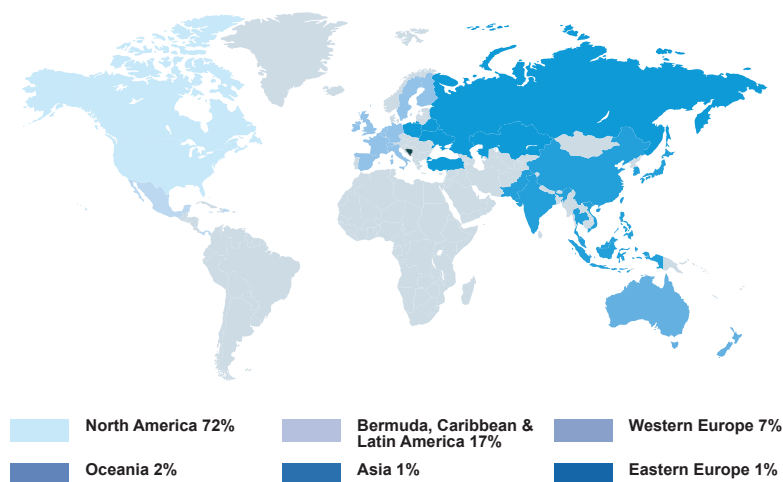 North America 72%
Bermuda, Caribbean &
Latin America 17%
Western Europe 7%
Oceania 2%
Asia 1%
Eastern Europe 1%